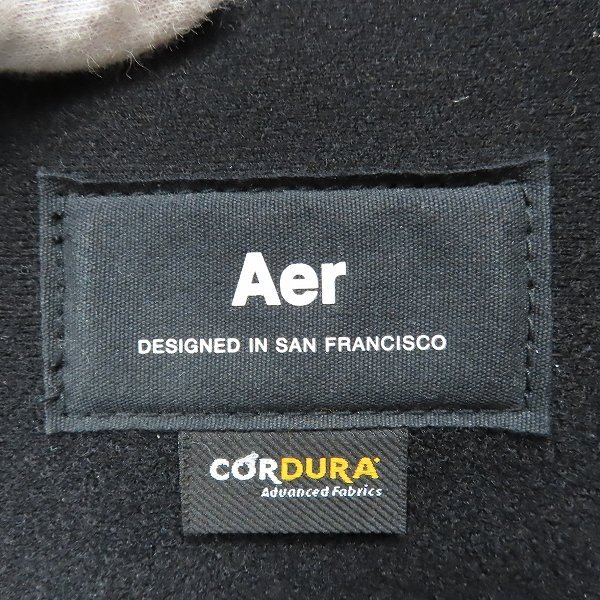 Aer
DESIGNED IN SAN FRANCISCO
CORDURA®
Advanced Fabrics